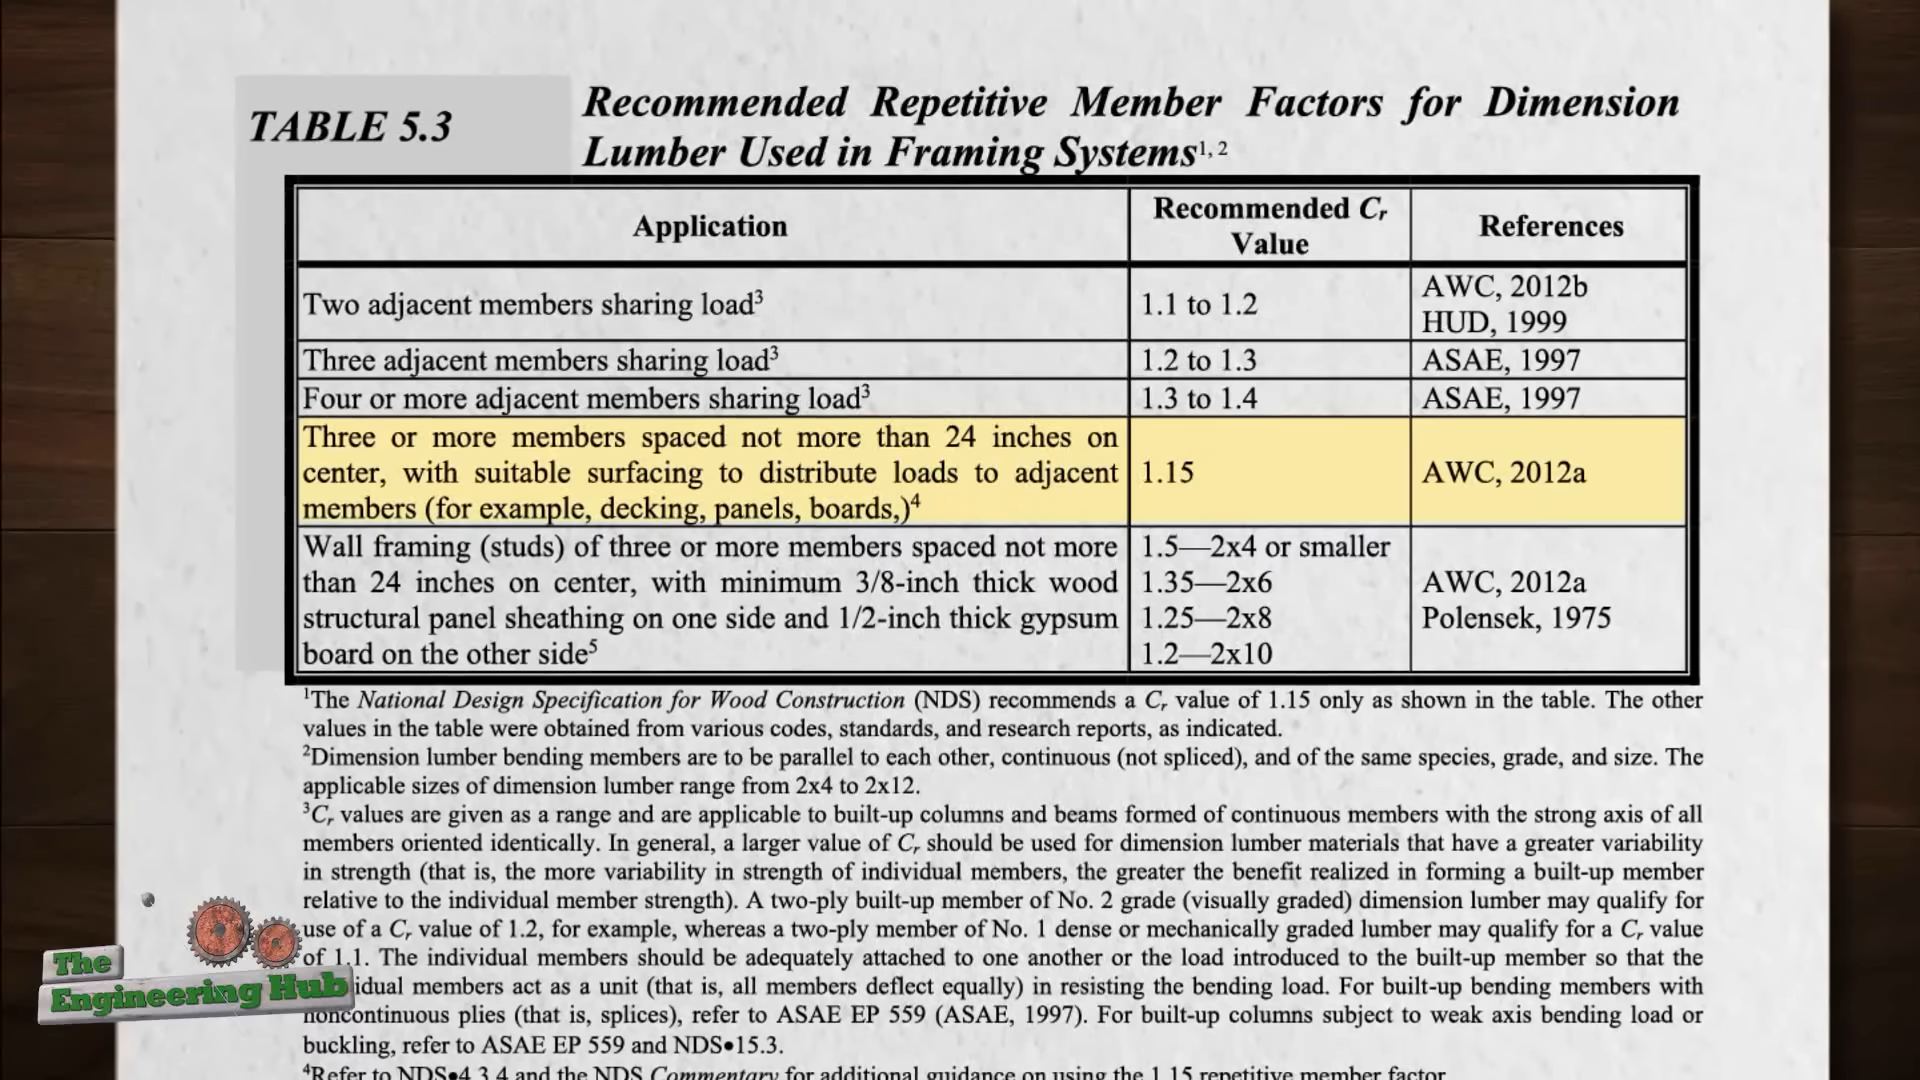 TABLE 5.3
Recommended Repetitive Member Factors for Dimension
Lumber Used in Framing Systems1, 2
Application
Recommended Cr
Value
References
Two adjacent members sharing load3
1.1 to 1.2
AWC, 2012b
HUD, 1999
Three adjacent members sharing load3
1.2 to 1.3
ASAE, 1997
Four or more adjacent members sharing load3
1.3 to 1.4
ASAE, 1997
Three or more members spaced not more than 24 inches on
center, with suitable surfacing to distribute loads to adjacent
members (for example, decking, panels, boards,)4
1.15
AWC, 2012a
Wall framing (studs) of three or more members spaced not more
than 24 inches on center, with minimum 3/8-inch thick wood
structural panel sheathing on one side and 1/2-inch thick gypsum
board on the other side5
1.5—2x4 or smaller
1.35—2x6
1.25—2x8
1.2—2x10
AWC, 2012a
Polensek, 1975
1The National Design Specification for Wood Construction (NDS) recommends a Cr value of 1.15 only as shown in the table. The other
values in the table were obtained from various codes, standards, and research reports, as indicated.
2Dimension lumber bending members are to be parallel to each other, continuous (not spliced), and of the same species, grade, and size. The
applicable sizes of dimension lumber range from 2x4 to 2x12.
3Cr values are given as a range and are applicable to built-up columns and beams formed of continuous members with the strong axis of all
members oriented identically. In general, a larger value of Cr should be used for dimension lumber materials that have a greater variability
in strength (that is, the more variability in strength of individual members, the greater the benefit realized in forming a built-up member
relative to the individual member strength). A two-ply built-up member of No. 2 grade (visually graded) dimension lumber may qualify for
use of a Cr value of 1.2, for example, whereas a two-ply member of No. 1 dense or mechanically graded lumber may qualify for a Cr value
of 1.1. The individual members should be adequately attached to one another or the load introduced to the built-up member so that the
idual members act as a unit (that is, all members deflect equally) in resisting the bending load. For built-up bending members with
noncontinuous plies (that is, splices), refer to ASAE EP 559 (ASAE, 1997). For built-up columns subject to weak axis bending load or
buckling, refer to ASAE EP 559 and NDS•15.3.
4Refer to NDS•4.3.4 and the NDS Commentary for additional guidance on using the 1.15 repetitive member factor
The
Engineering Hub